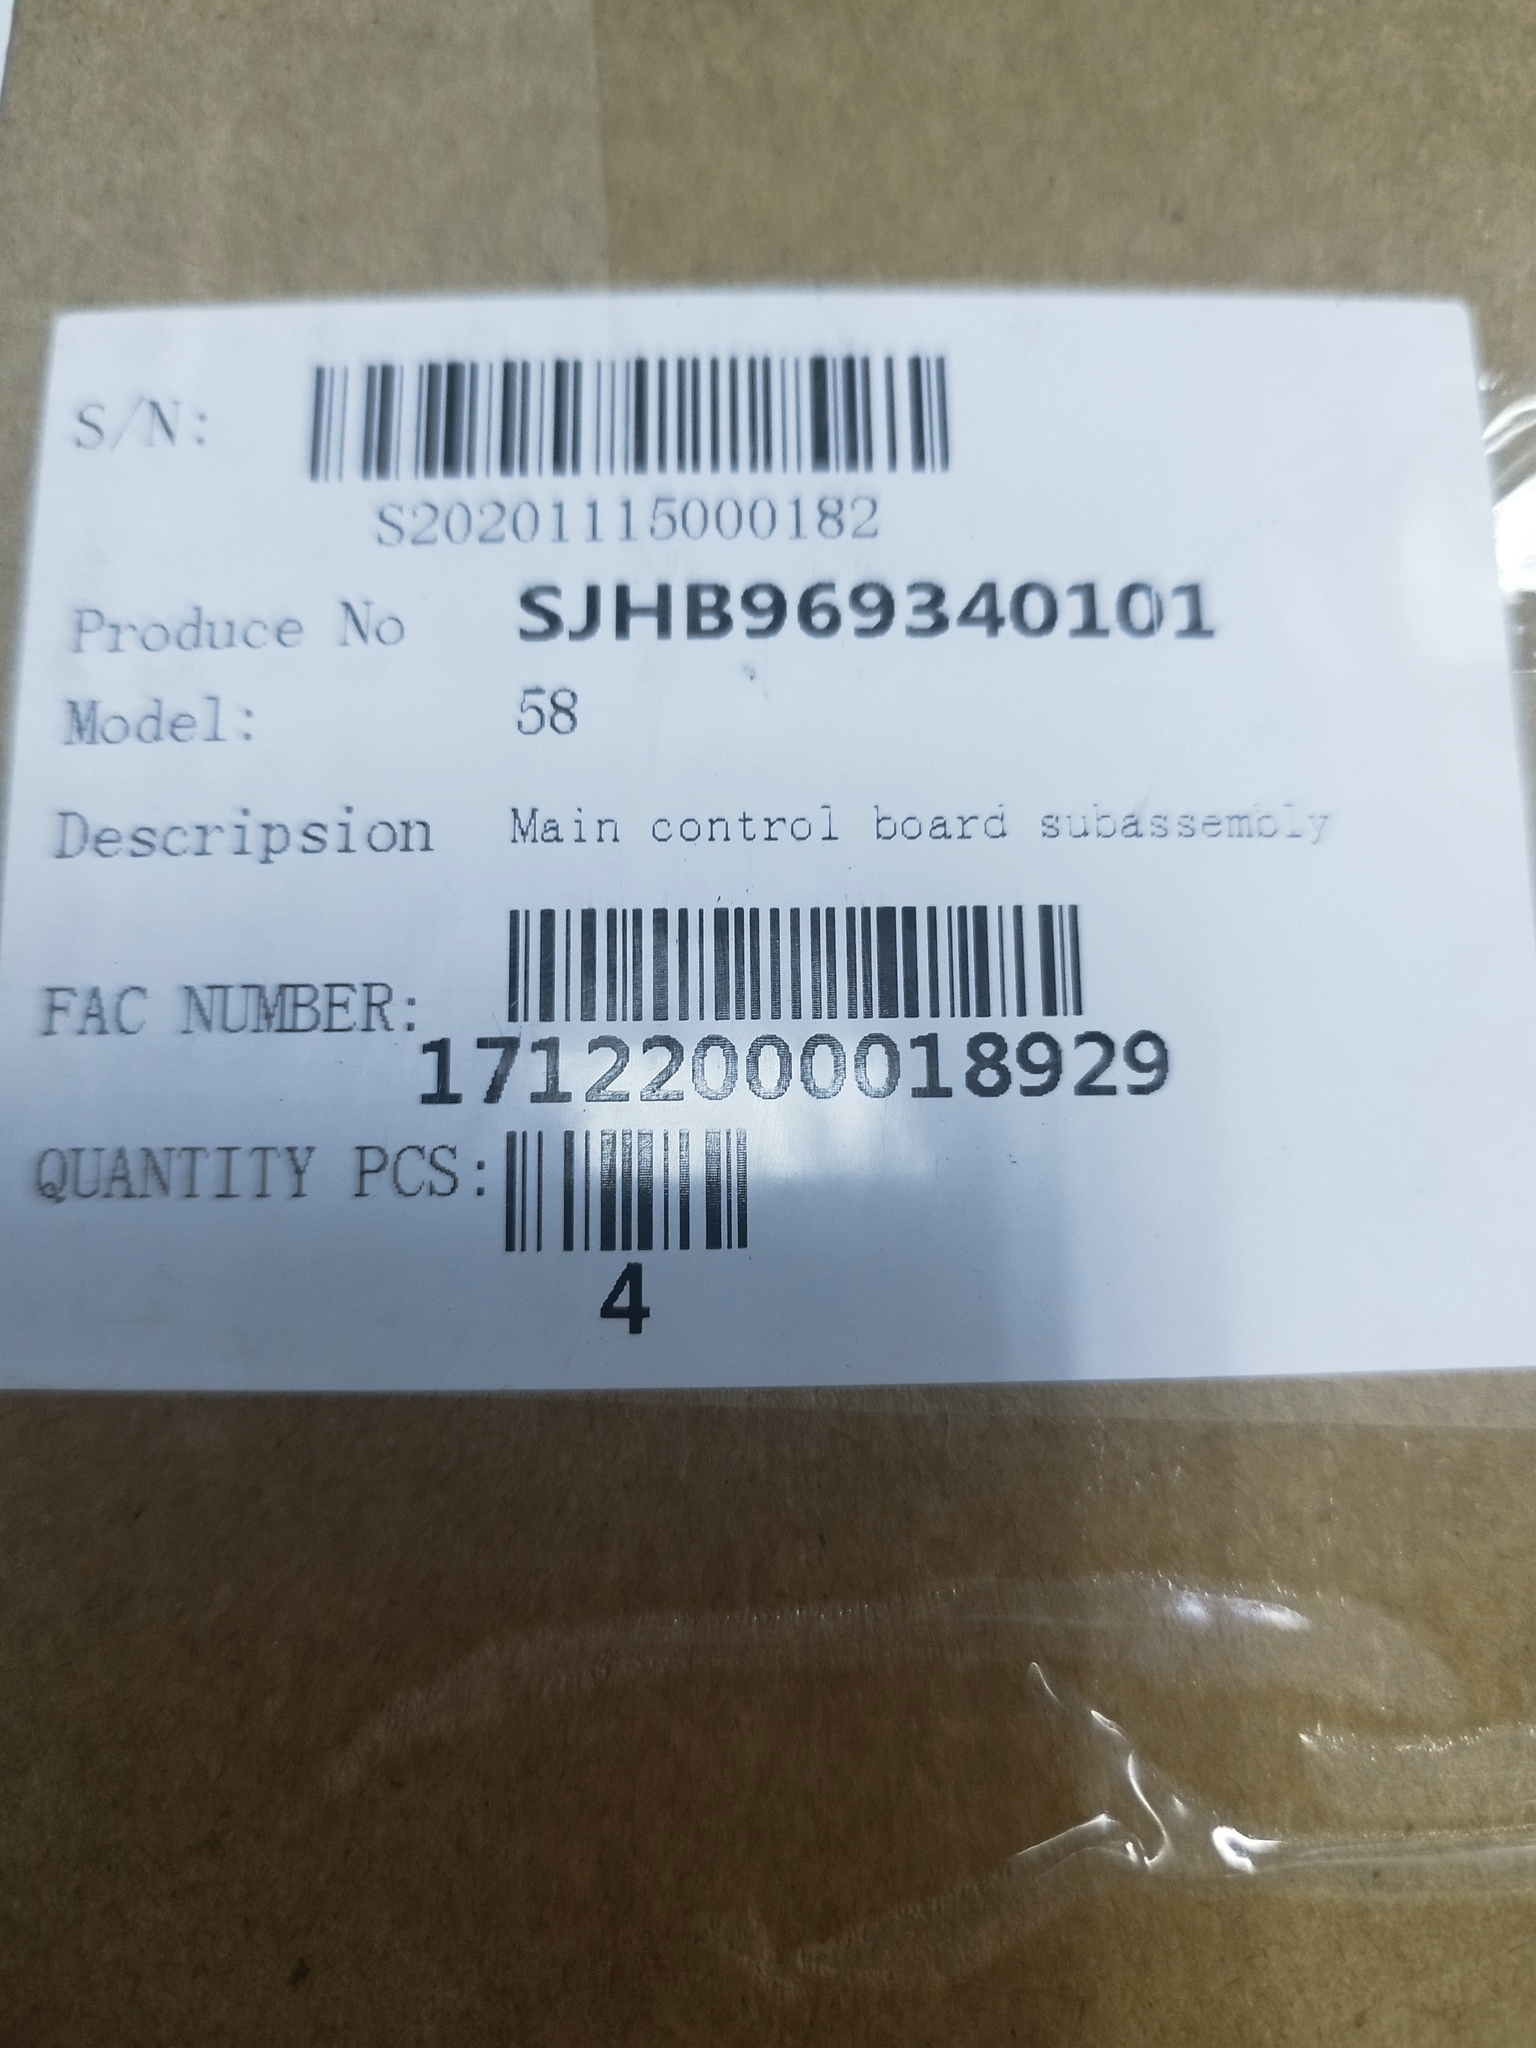 S/N:
S20201115000182
Produce No SJHB969340101
Model: 58
Descripsion Main control board subassembly
FAC NUMBER:
17122000018929
QUANTITY PCS:
4